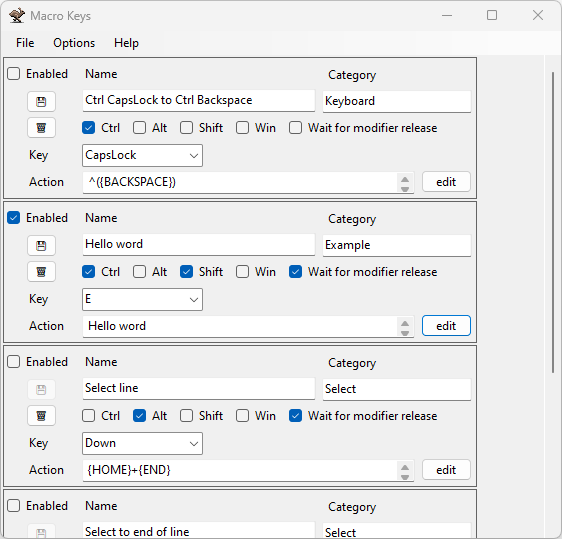 Macro Keys
File Options Help
Enabled Name Category
Ctrl CapsLock to Ctrl Backspace Keyboard
Ctrl Alt Shift Win Wait for modifier release
Key CapsLock
Action ^({BACKSPACE}) edit
Enabled Name Category
Hello word Example
Ctrl Alt Shift Win Wait for modifier release
Key E
Action Hello word edit
Enabled Name Category
Select line Select
Ctrl Alt Shift Win Wait for modifier release
Key Down
Action {HOME}+{END} edit
Enabled Name Category
Select to end of line Select